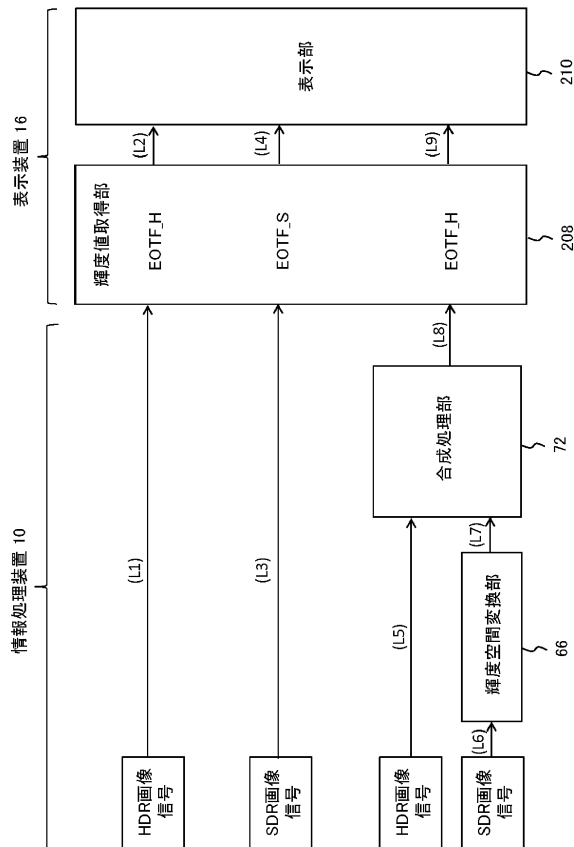 情報処理装置 10
表示装置 16
HDR画像
信号
(L1)
輝度値取得部
EOTF_H
(L2)
表示部
SDR画像
信号
(L3)
EOTF_S
(L4)
HDR画像
信号
(L5)
合成処理部
(L8)
EOTF_H
(L9)
SDR画像
信号
(L6)
輝度空間変換部
(L7)
66
72
208
210